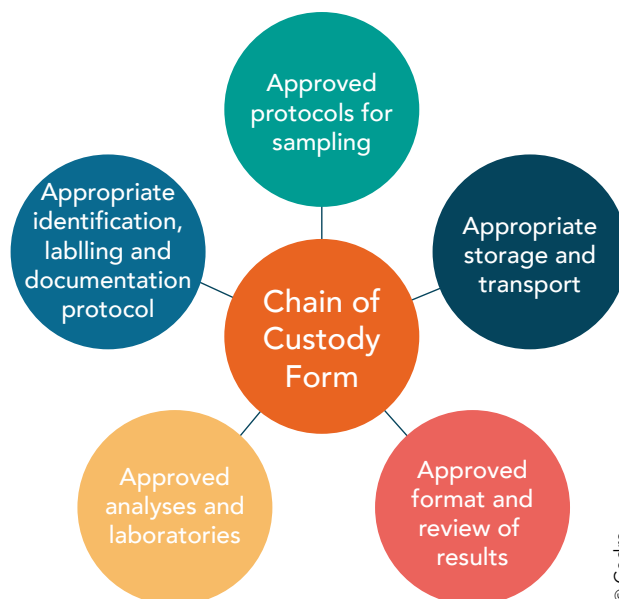 Approved
protocols for
sampling
Appropriate
identification,
lablling and
documentation
protocol
Appropriate
storage and
transport
Chain of
Custody
Form
Approved
analyses and
laboratories
Approved
format and
review of
results